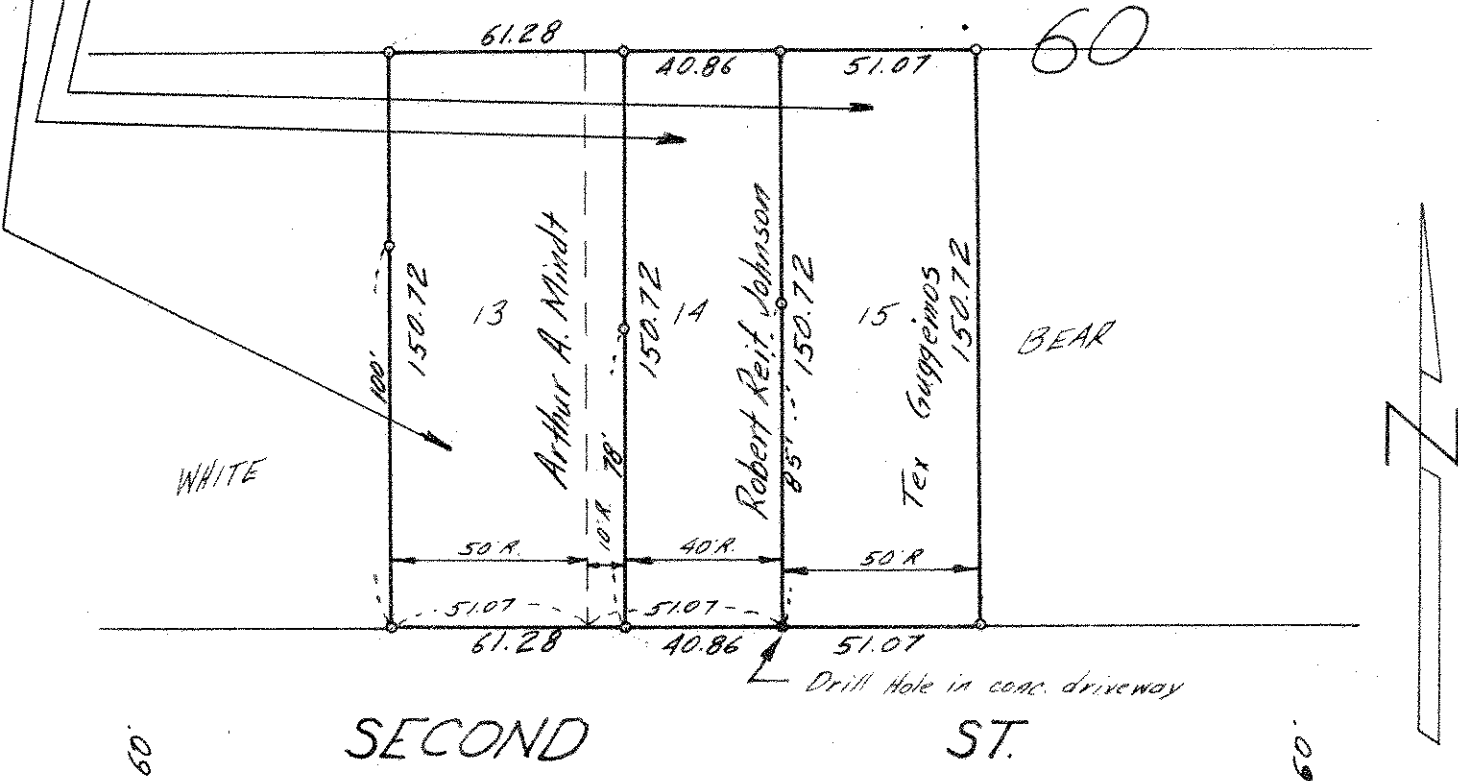 61.28
60
40.86
51.07
13
Arthur A. Mindt
150.72
14
150.72
Robert Reit. Johnson
150.72
15
Tex Guggemos
150.72
BEAR
100'
WHITE
78'
85'
10'R.
50'R.
40'R.
50'R
51.07
51.07
61.28
40.86
51.07
Drill Hole in conc. driveway
SECOND ST.
60'
60'
N